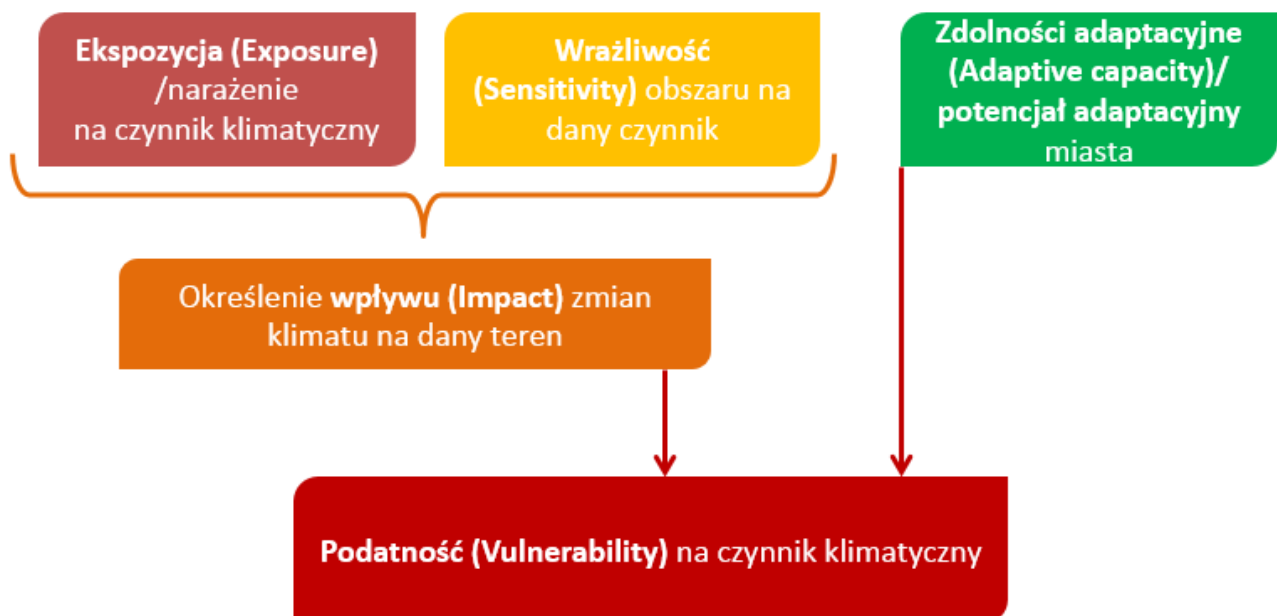 Ekspozycja (Exposure)
/narażenie
na czynnik klimatyczny
Wrażliwość
(Sensitivity) obszaru na
dany czynnik
Zdolności adaptacyjne
(Adaptive capacity)/
potencjał adaptacyjny
miasta
Określenie wpływu (Impact) zmian
klimatu na dany teren
Podatność (Vulnerability) na czynnik klimatyczny